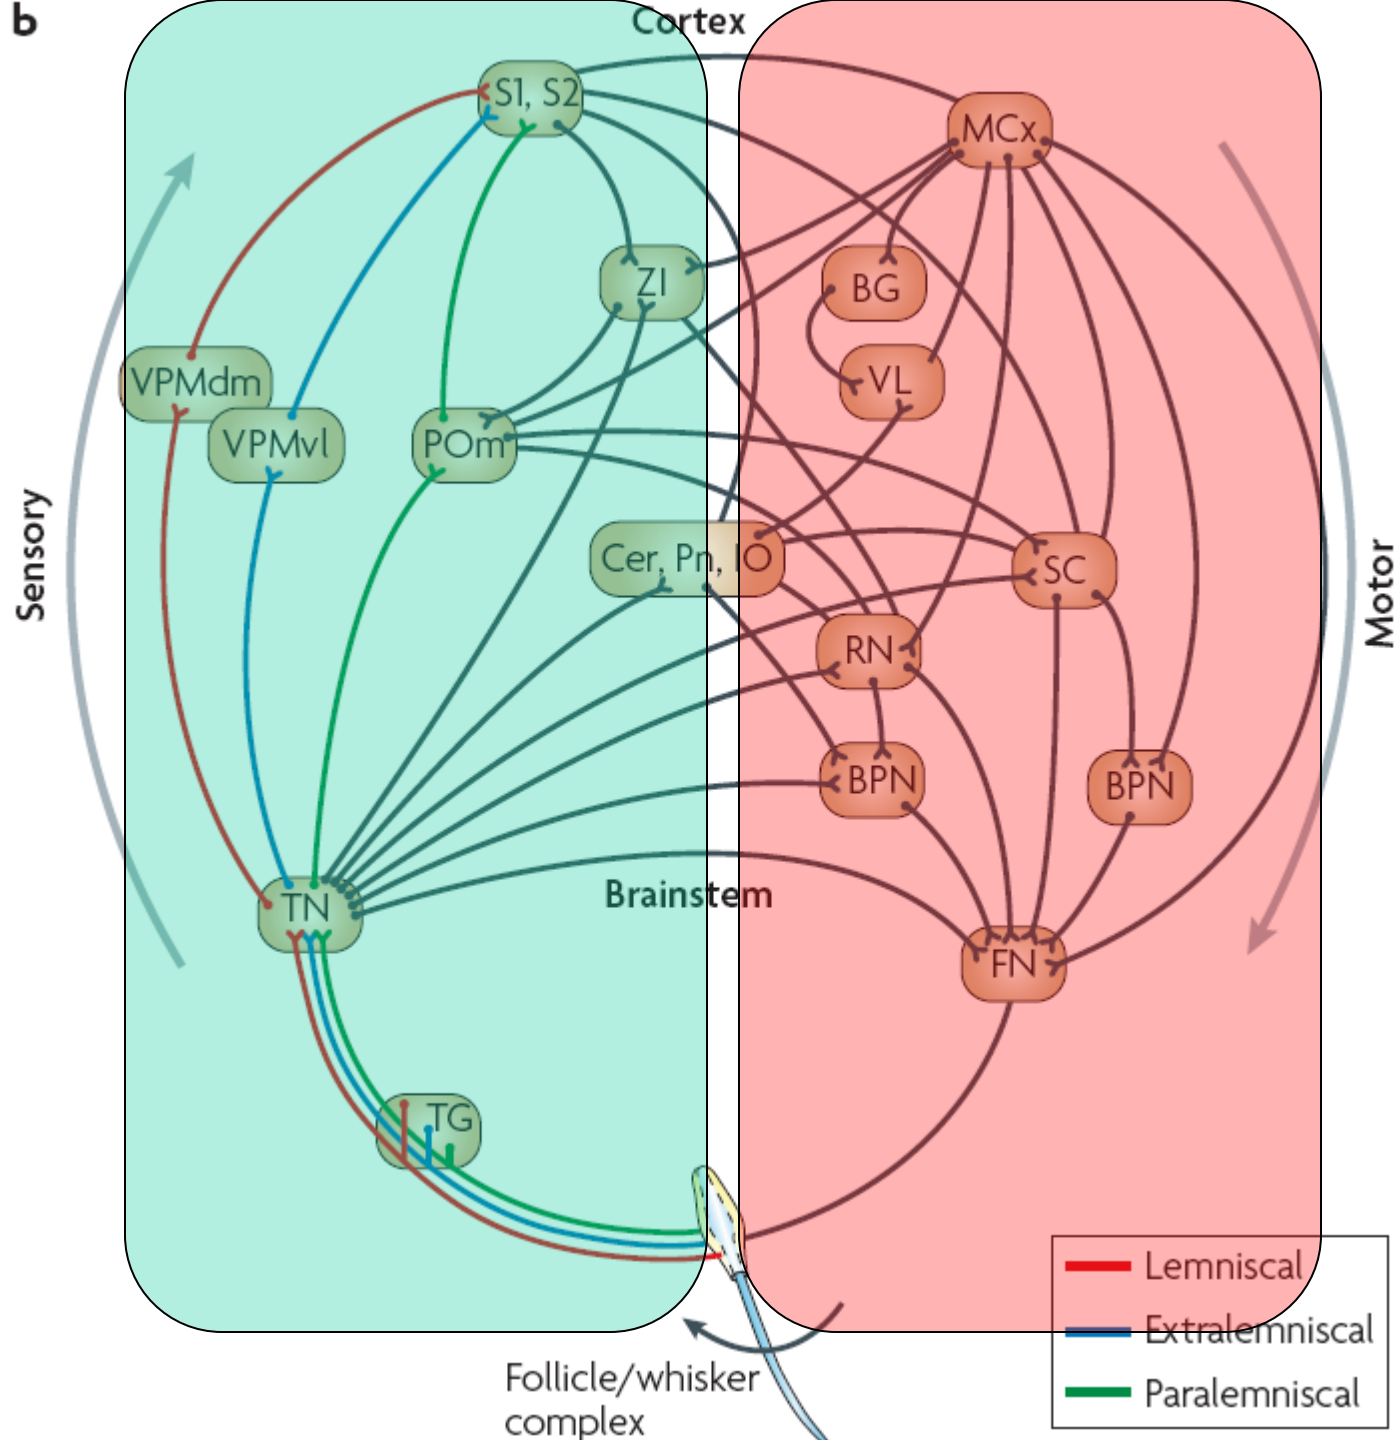 b
Cortex
S1, S2
MCx
ZI
BG
VPMdm
VL
VPMvl
POm
Sensory
Cer, Pn, IO
SC
Motor
RN
BPN
BPN
TN
Brainstem
FN
TG
Lemniscal
Extralemniscal
Paralemniscal
Follicle/whisker
complex